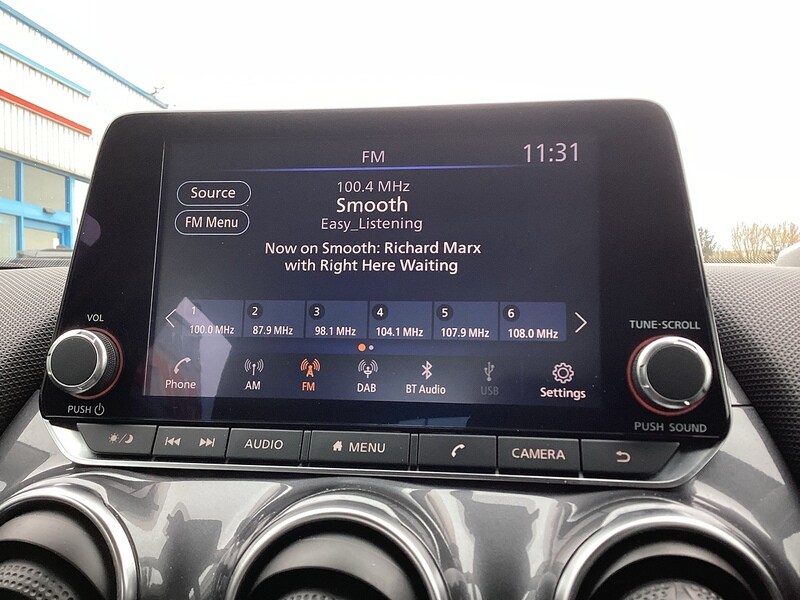 FM
11:31
Source
100.4 MHz
Smooth
FM Menu
Easy_Listening
Now on Smooth: Richard Marx
with Right Here Waiting
1 2 3 4 5 6
100.0 MHz 87.9 MHz 98.1 MHz 104.1 MHz 107.9 MHz 108.0 MHz
Phone AM FM DAB BT Audio USB Settings
VOL
PUSH
TUNE·SCROLL
PUSH SOUND
AUDIO MENU CAMERA